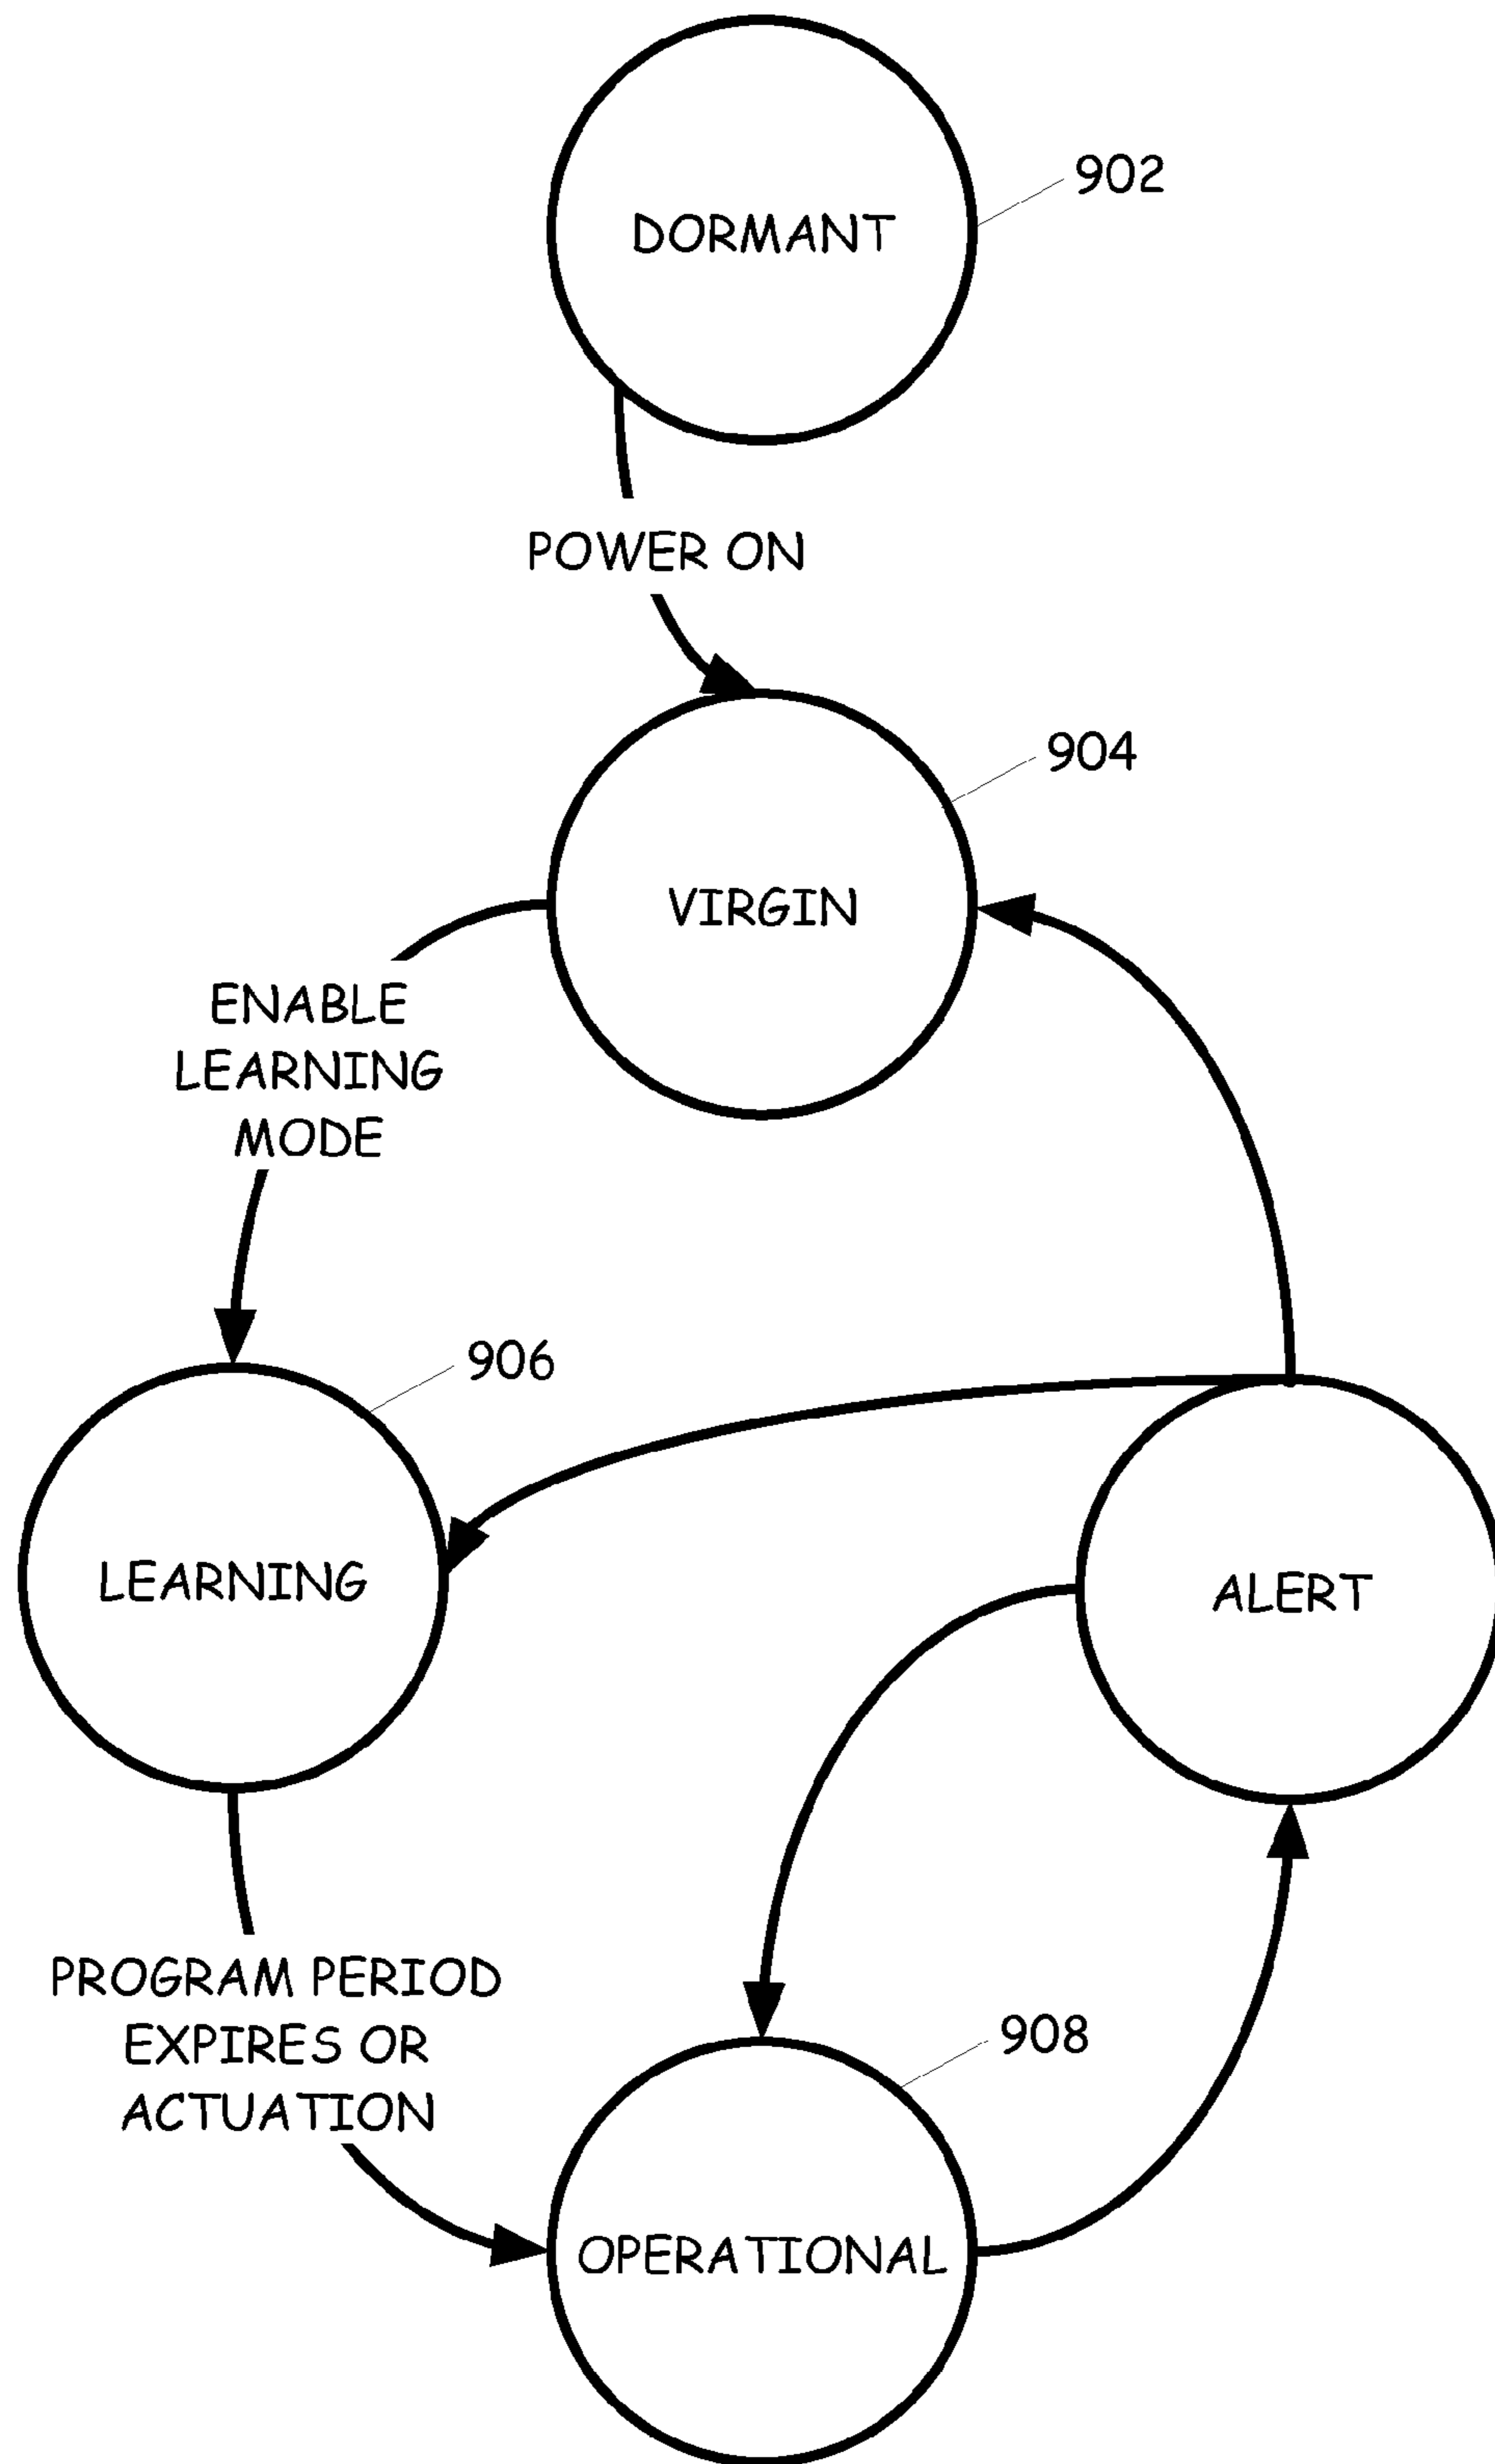 DORMANT
902
POWER ON
904
VIRGIN
ENABLE
LEARNING
MODE
906
LEARNING
ALERT
PROGRAM PERIOD
EXPIRES OR
ACTUATION
908
OPERATIONAL